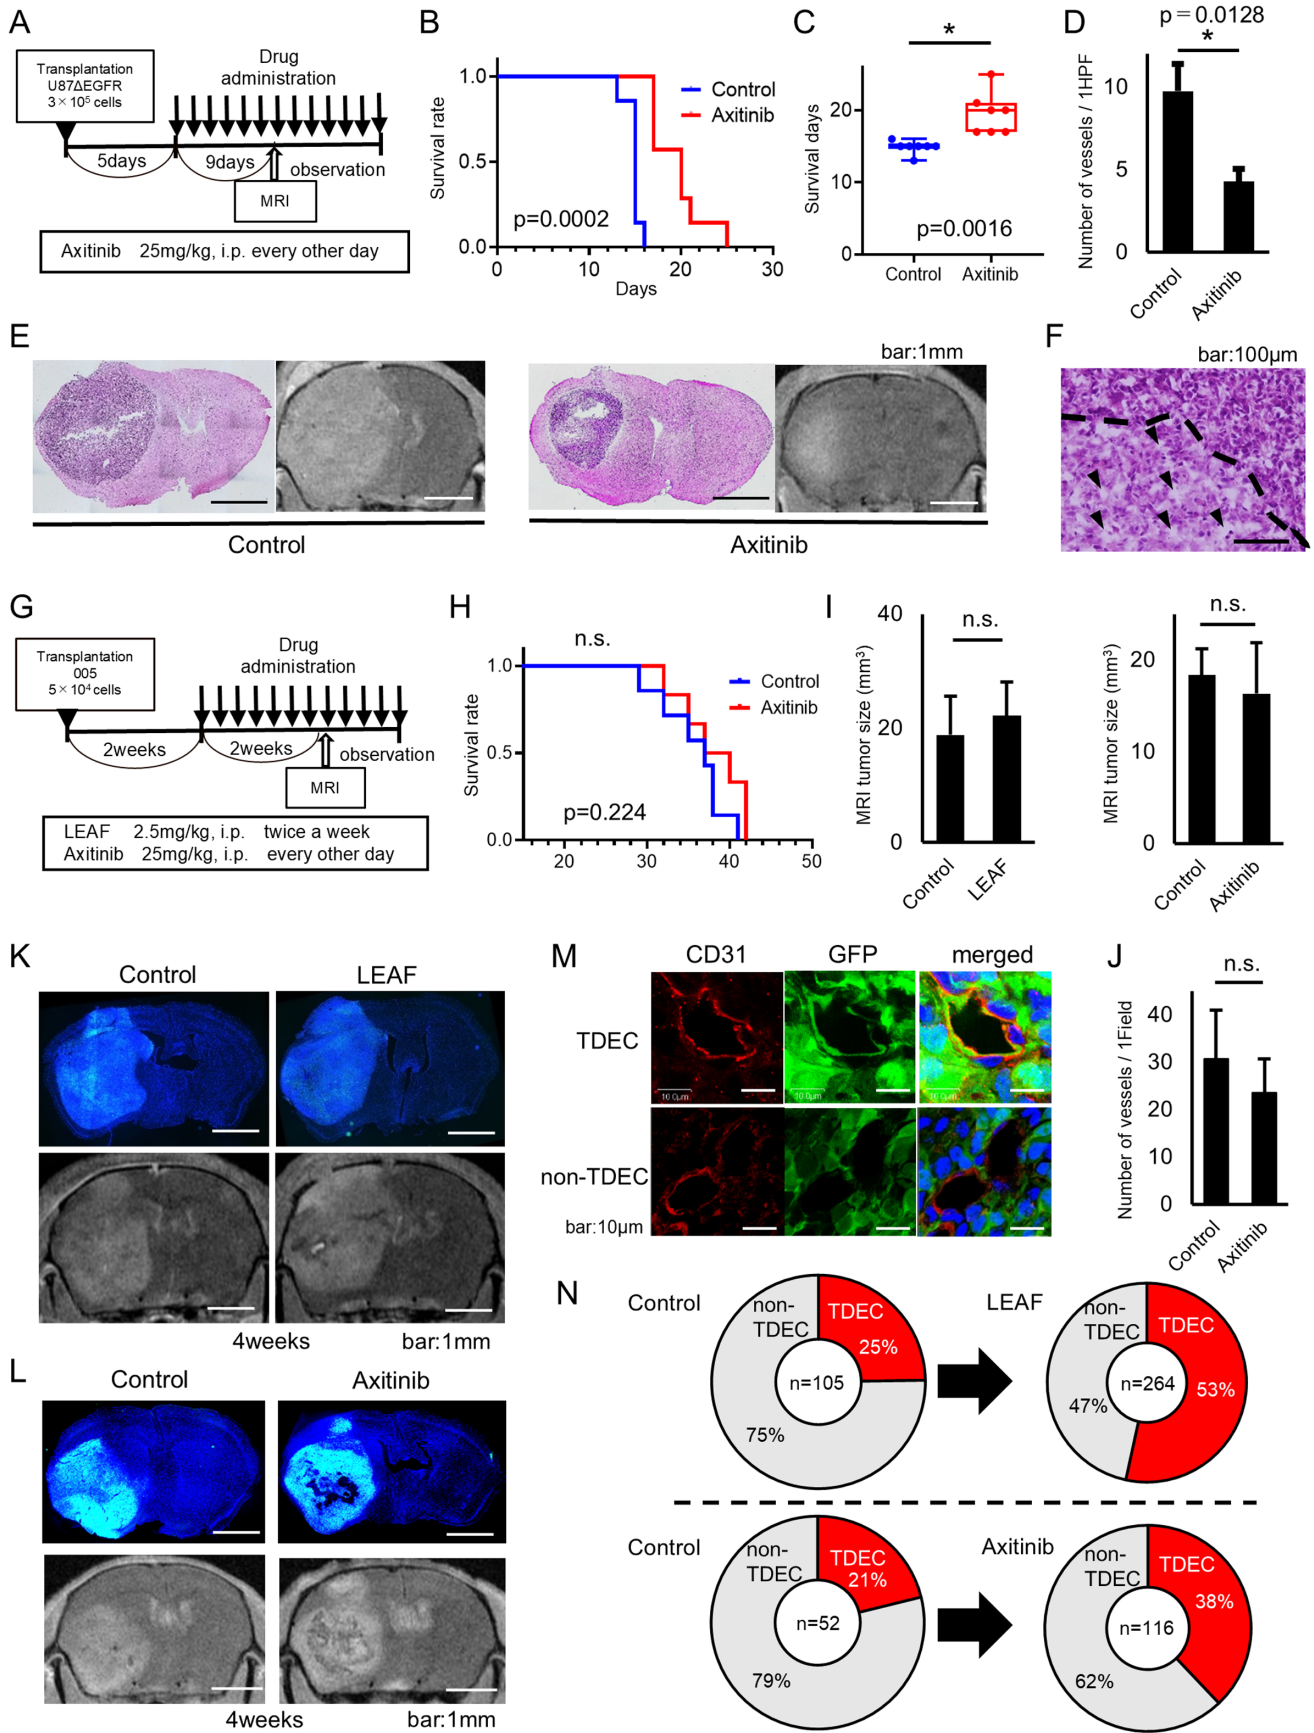 A
Transplantation
U87ΔEGFR
3×10⁵ cells
Drug
administration
5days
9days
observation
MRI
Axitinib 25mg/kg, i.p. every other day
B
Survival rate
1.0
0.5
0.0
Control
Axitinib
p=0.0002
0 10 20 30
Days
C
*
Survival days
20
10
0
p=0.0016
Control Axitinib
D
p=0.0128
*
Number of vessels / 1HPF
10
5
0
Control
Axitinib
E
bar:1mm
Control
Axitinib
F
bar:100μm
G
Transplantation
005
5×10⁴ cells
Drug
administration
2weeks
2weeks
observation
MRI
LEAF 2.5mg/kg, i.p. twice a week
Axitinib 25mg/kg, i.p. every other day
H
n.s.
Survival rate
1.0
0.5
0.0
Control
Axitinib
p=0.224
20 30 40 50
I
MRI tumor size (mm³)
40
20
0
n.s.
Control
LEAF
MRI tumor size (mm³)
20
10
0
n.s.
Control
Axitinib
K
Control LEAF
4weeks bar:1mm
L
Control Axitinib
4weeks bar:1mm
M
CD31 GFP merged
TDEC
10.0μm
10.0μm
10.0μm
non-TDEC
bar:10μm
J
n.s.
Number of vessels / 1Field
40
30
20
10
0
Control
Axitinib
N
Control
non-
TDEC
TDEC
25%
n=105
75%
LEAF
non-
TDEC
TDEC
53%
n=264
47%
Control
non-
TDEC
TDEC
21%
n=52
79%
Axitinib
non-
TDEC
TDEC
38%
n=116
62%